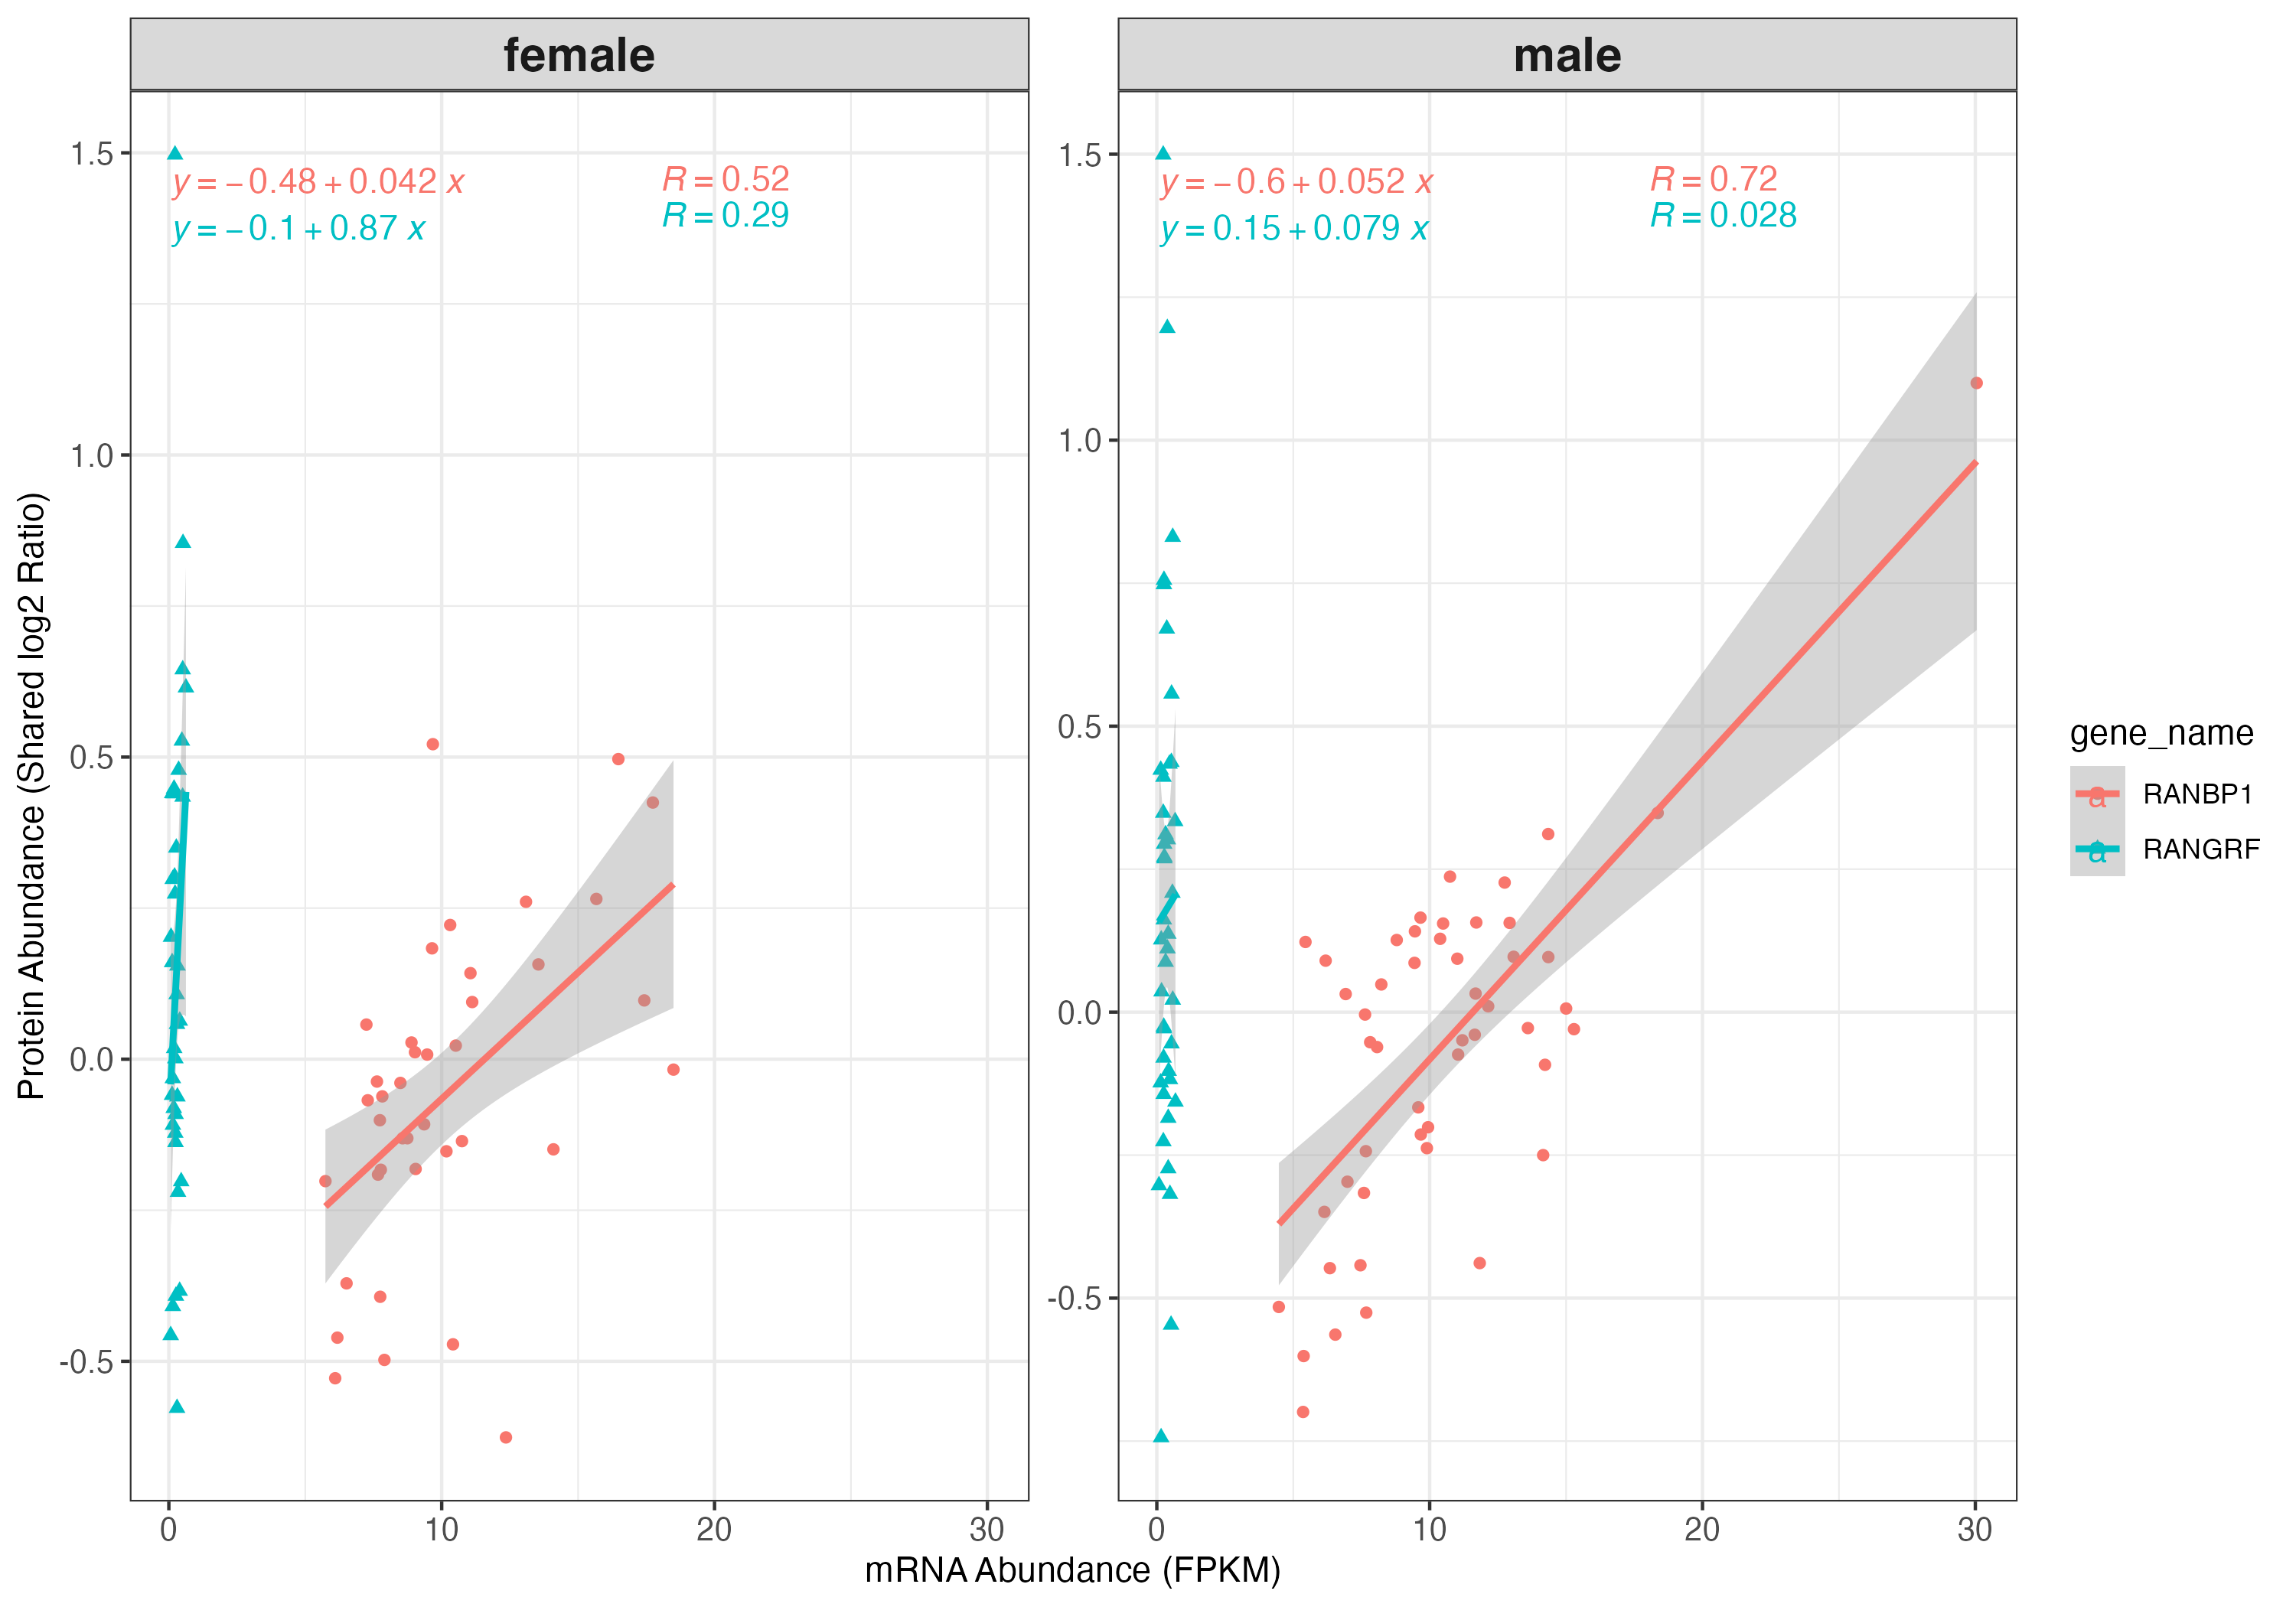 female
male
y = −0.48 + 0.042 x
R = 0.52
y = −0.1 + 0.87 x
R = 0.29
y = −0.6 + 0.052 x
R = 0.72
y = 0.15 + 0.079 x
R = 0.028
1.5
1.0
0.5
0.0
-0.5
1.5
1.0
0.5
0.0
-0.5
0
10
20
30
0
10
20
30
Protein Abundance (Shared log2 Ratio)
mRNA Abundance (FPKM)
gene_name
a RANBP1
a RANGRF